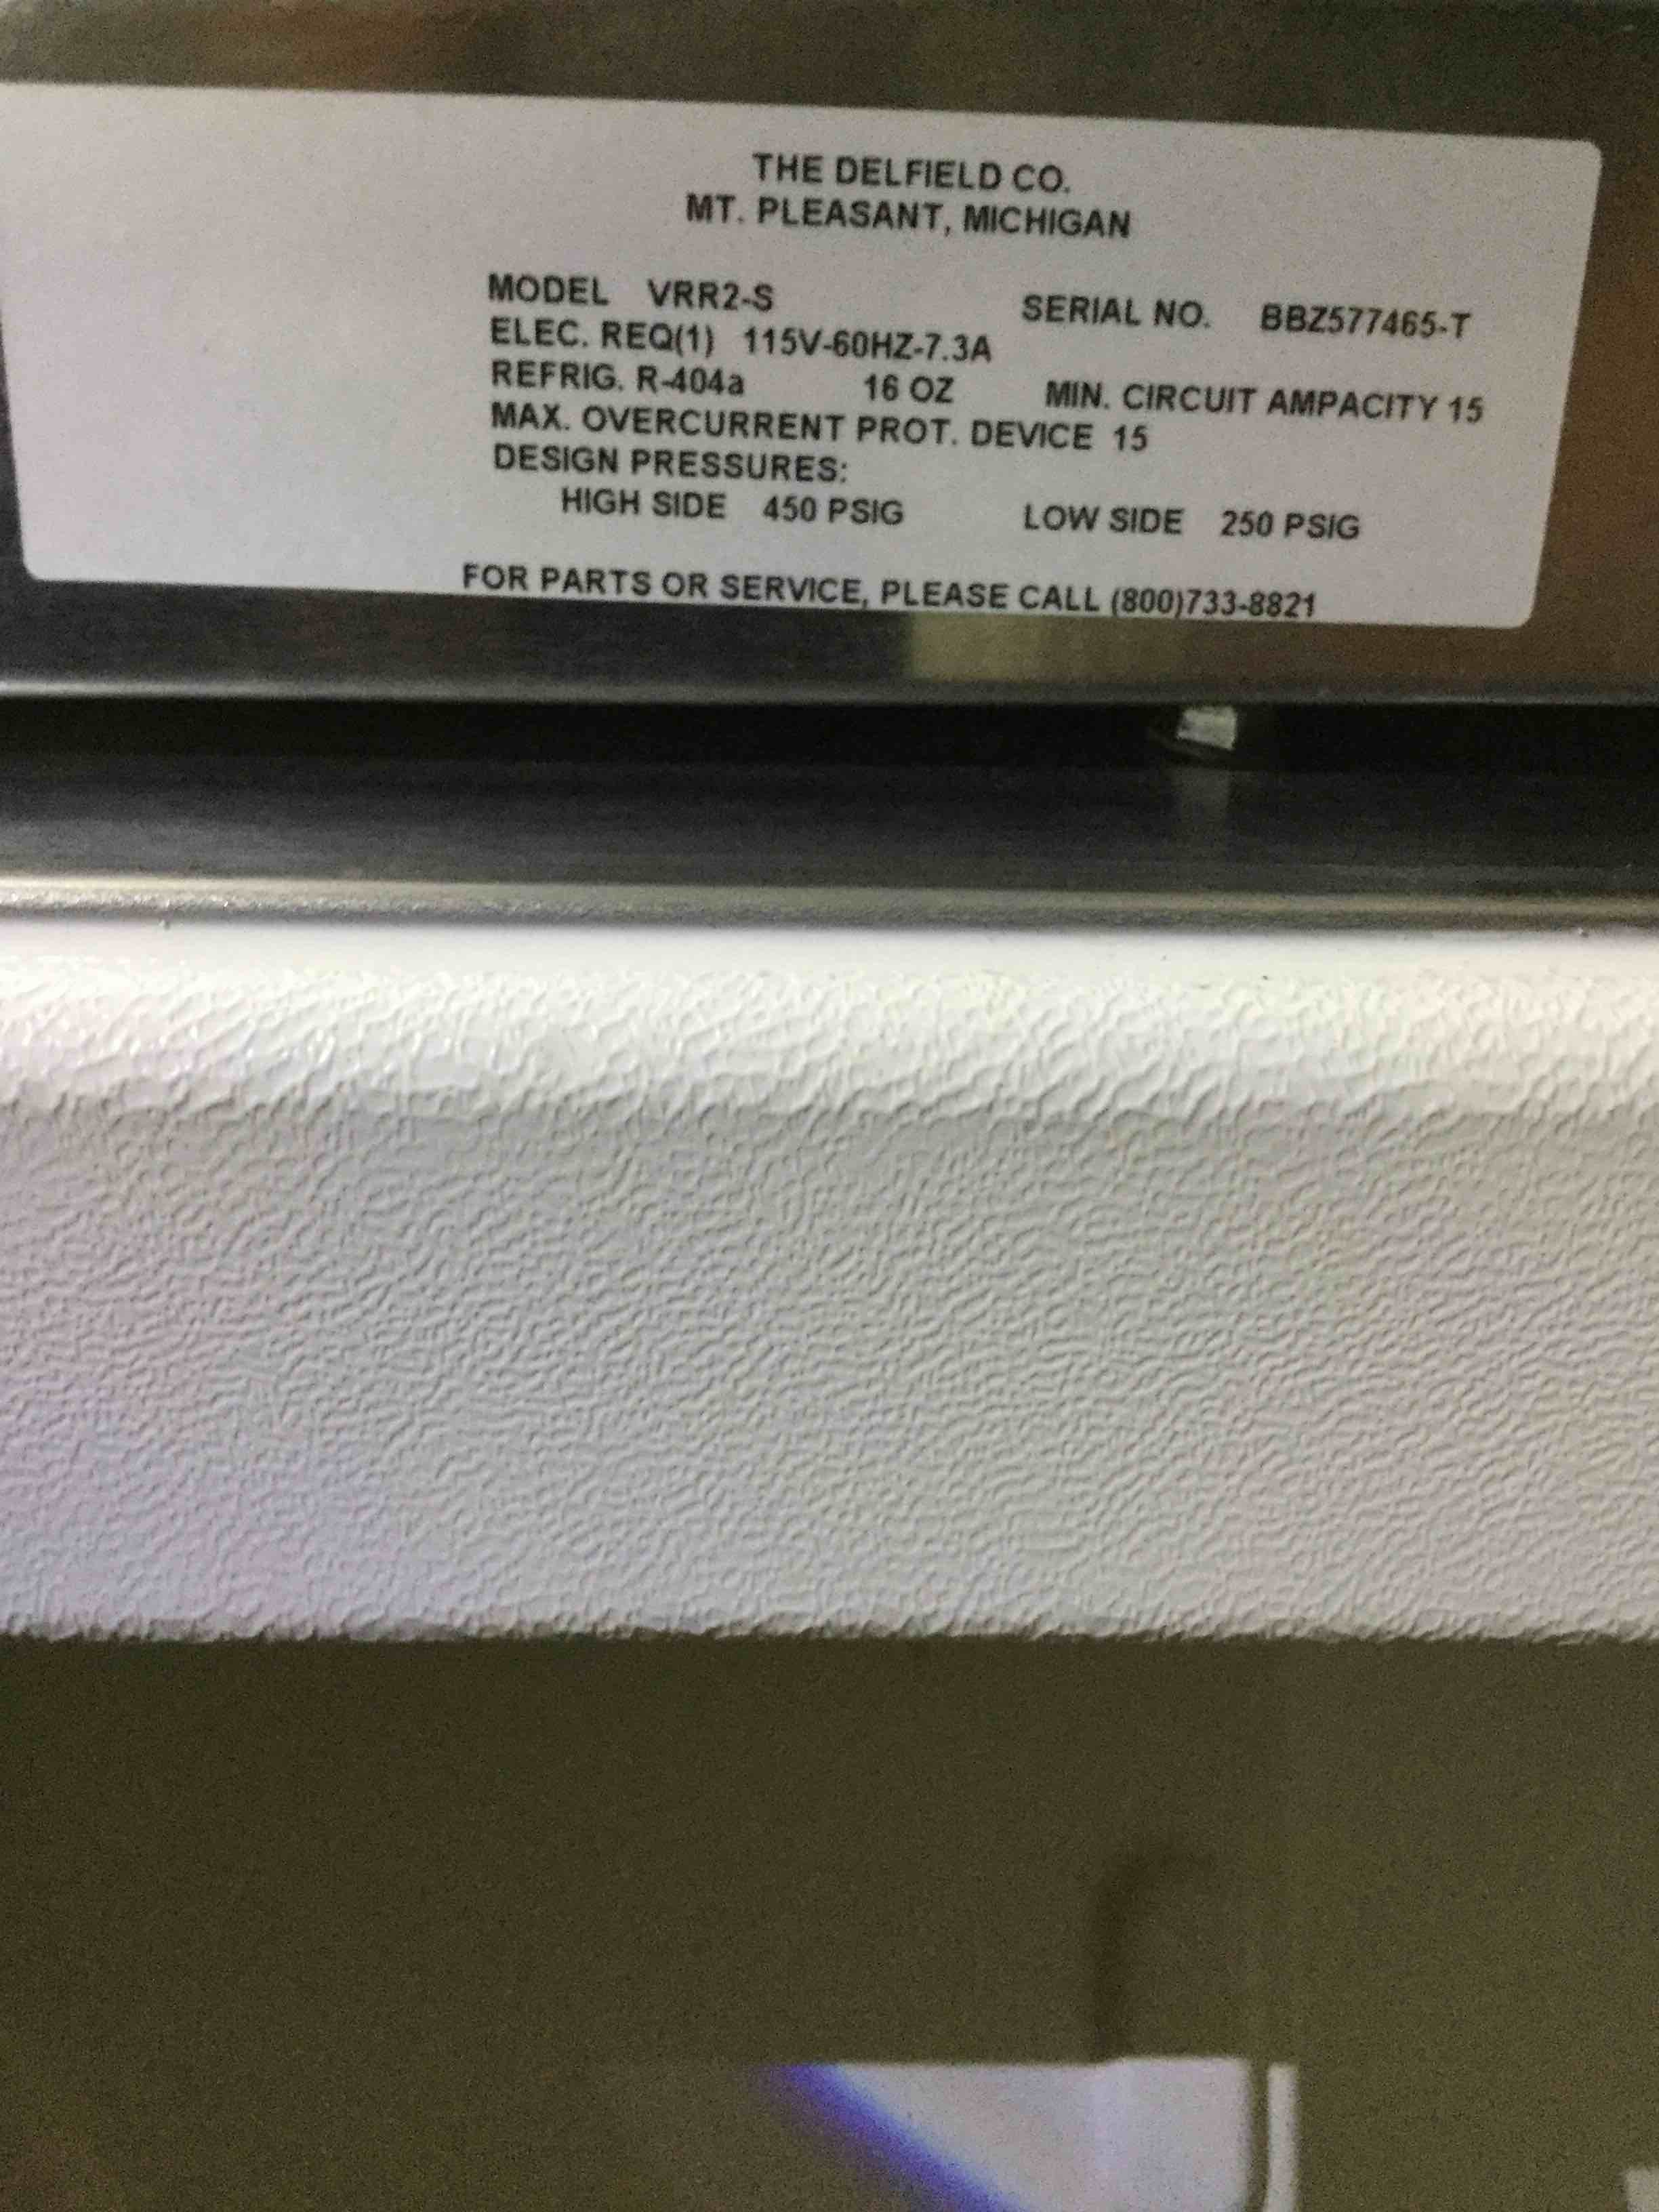 THE DELFIELD CO.
MT. PLEASANT, MICHIGAN
MODEL VRR2-S SERIAL NO. BBZ577465-T
ELEC. REQ(1) 115V-60HZ-7.3A
REFRIG. R-404a 16 OZ MIN. CIRCUIT AMPACITY 15
MAX. OVERCURRENT PROT. DEVICE 15
DESIGN PRESSURES:
HIGH SIDE 450 PSIG LOW SIDE 250 PSIG
FOR PARTS OR SERVICE, PLEASE CALL (800)733-8821